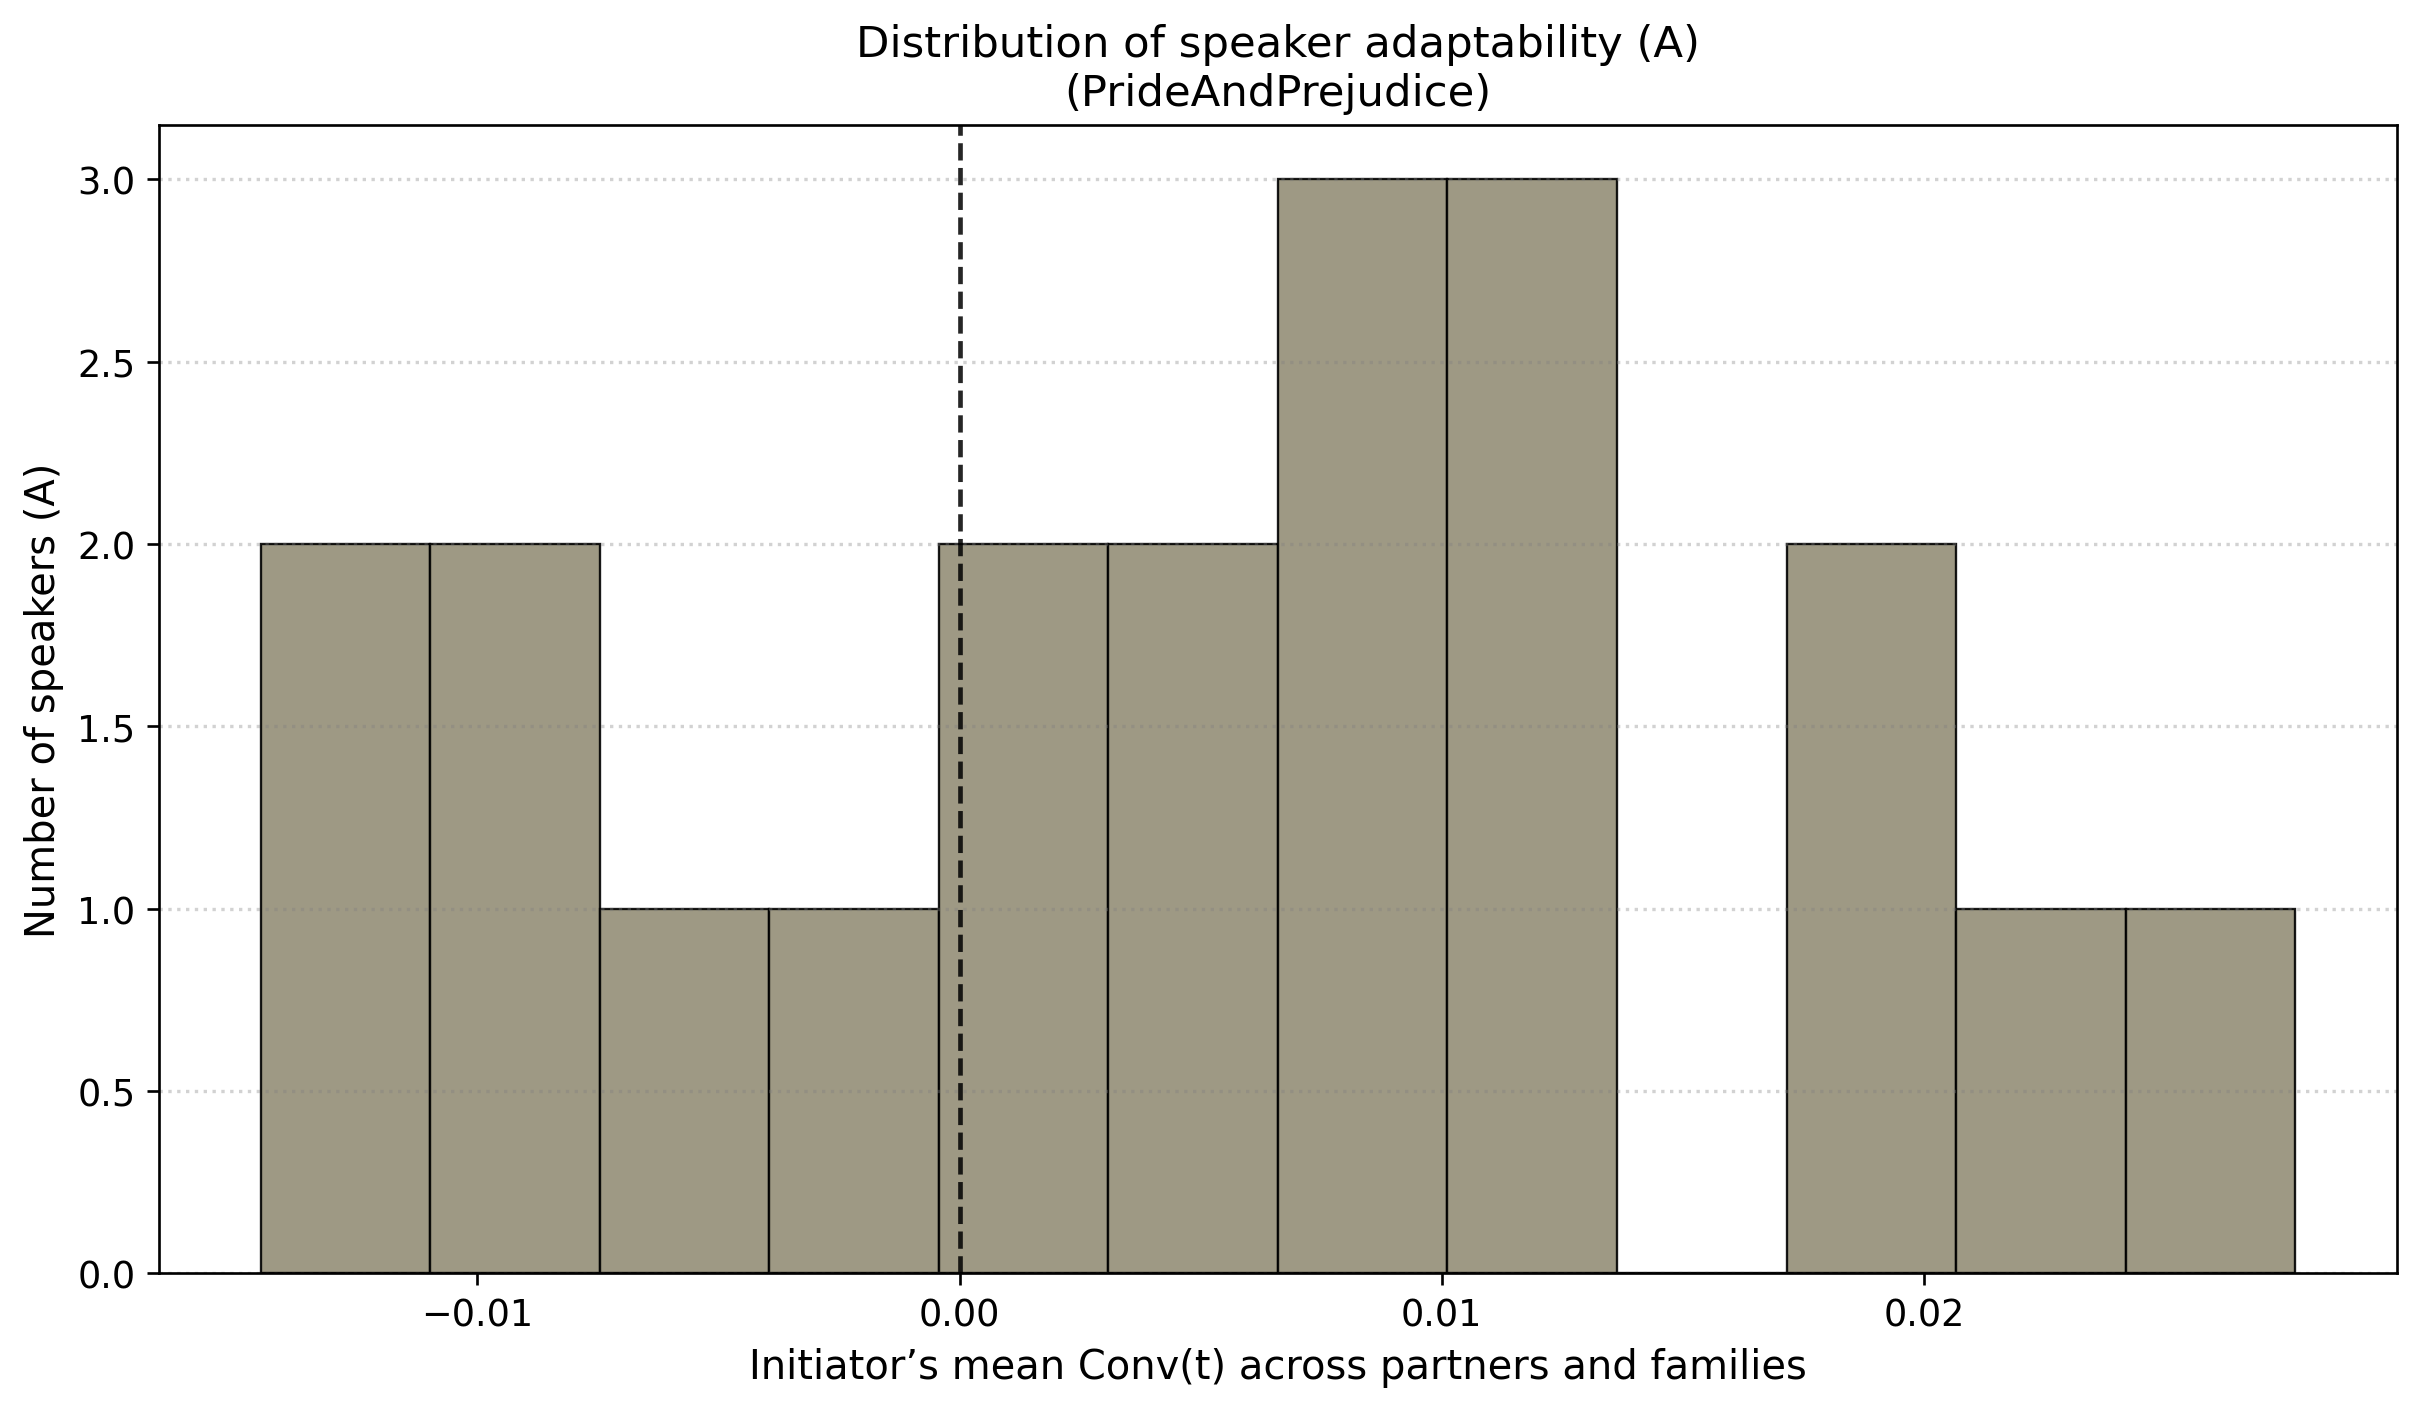 Distribution of speaker adaptability (A)
(PrideAndPrejudice)
Number of speakers (A)
3.0
2.5
2.0
1.5
1.0
0.5
0.0
−0.01
0.00
0.01
0.02
Initiator’s mean Conv(t) across partners and families